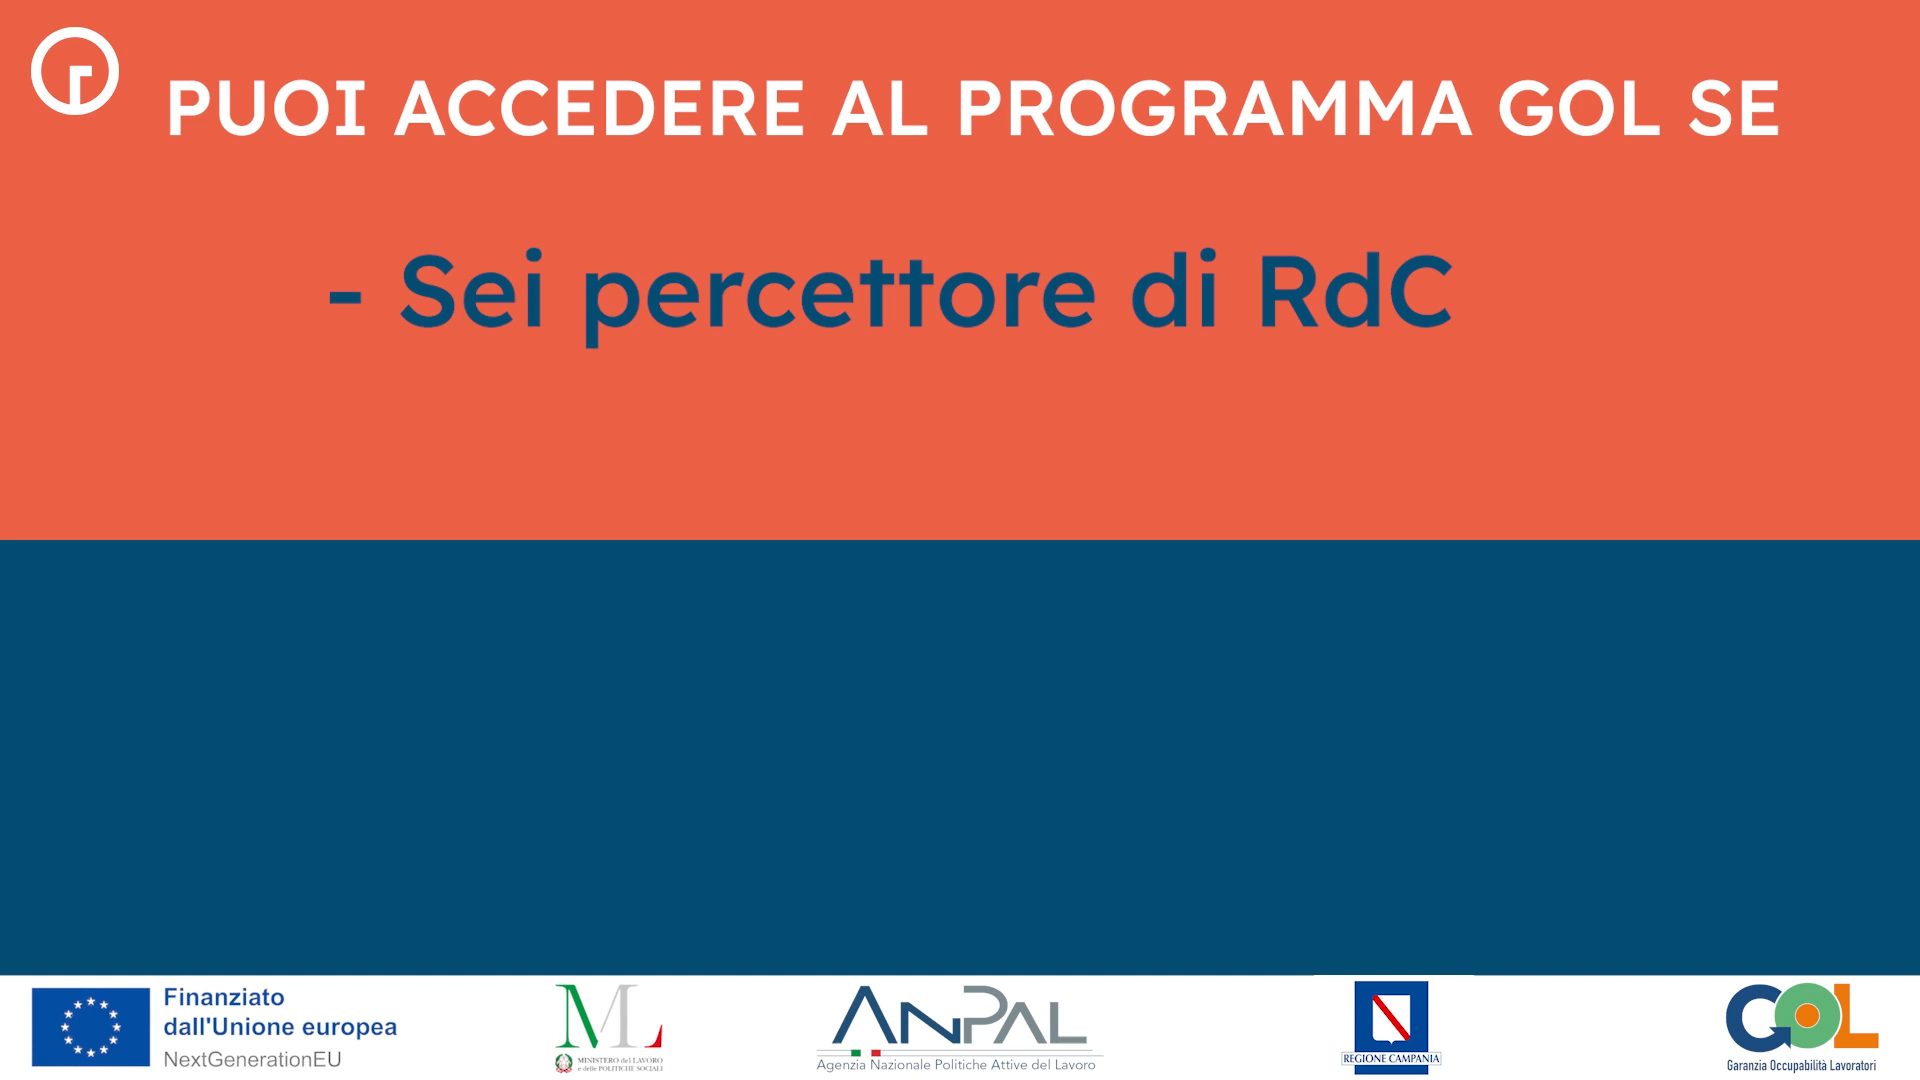 PUOI ACCEDERE AL PROGRAMMA GOL SE
- Sei percettore di RdC
Finanziato
dall'Unione europea
NextGenerationEU
ML
MINISTERO del LAVORO
e delle POLITICHE SOCIALI
ANPAL
Agenzia Nazionale Politiche Attive del Lavoro
REGIONE CAMPANIA
GOL
Garanzia Occupabilità Lavoratori